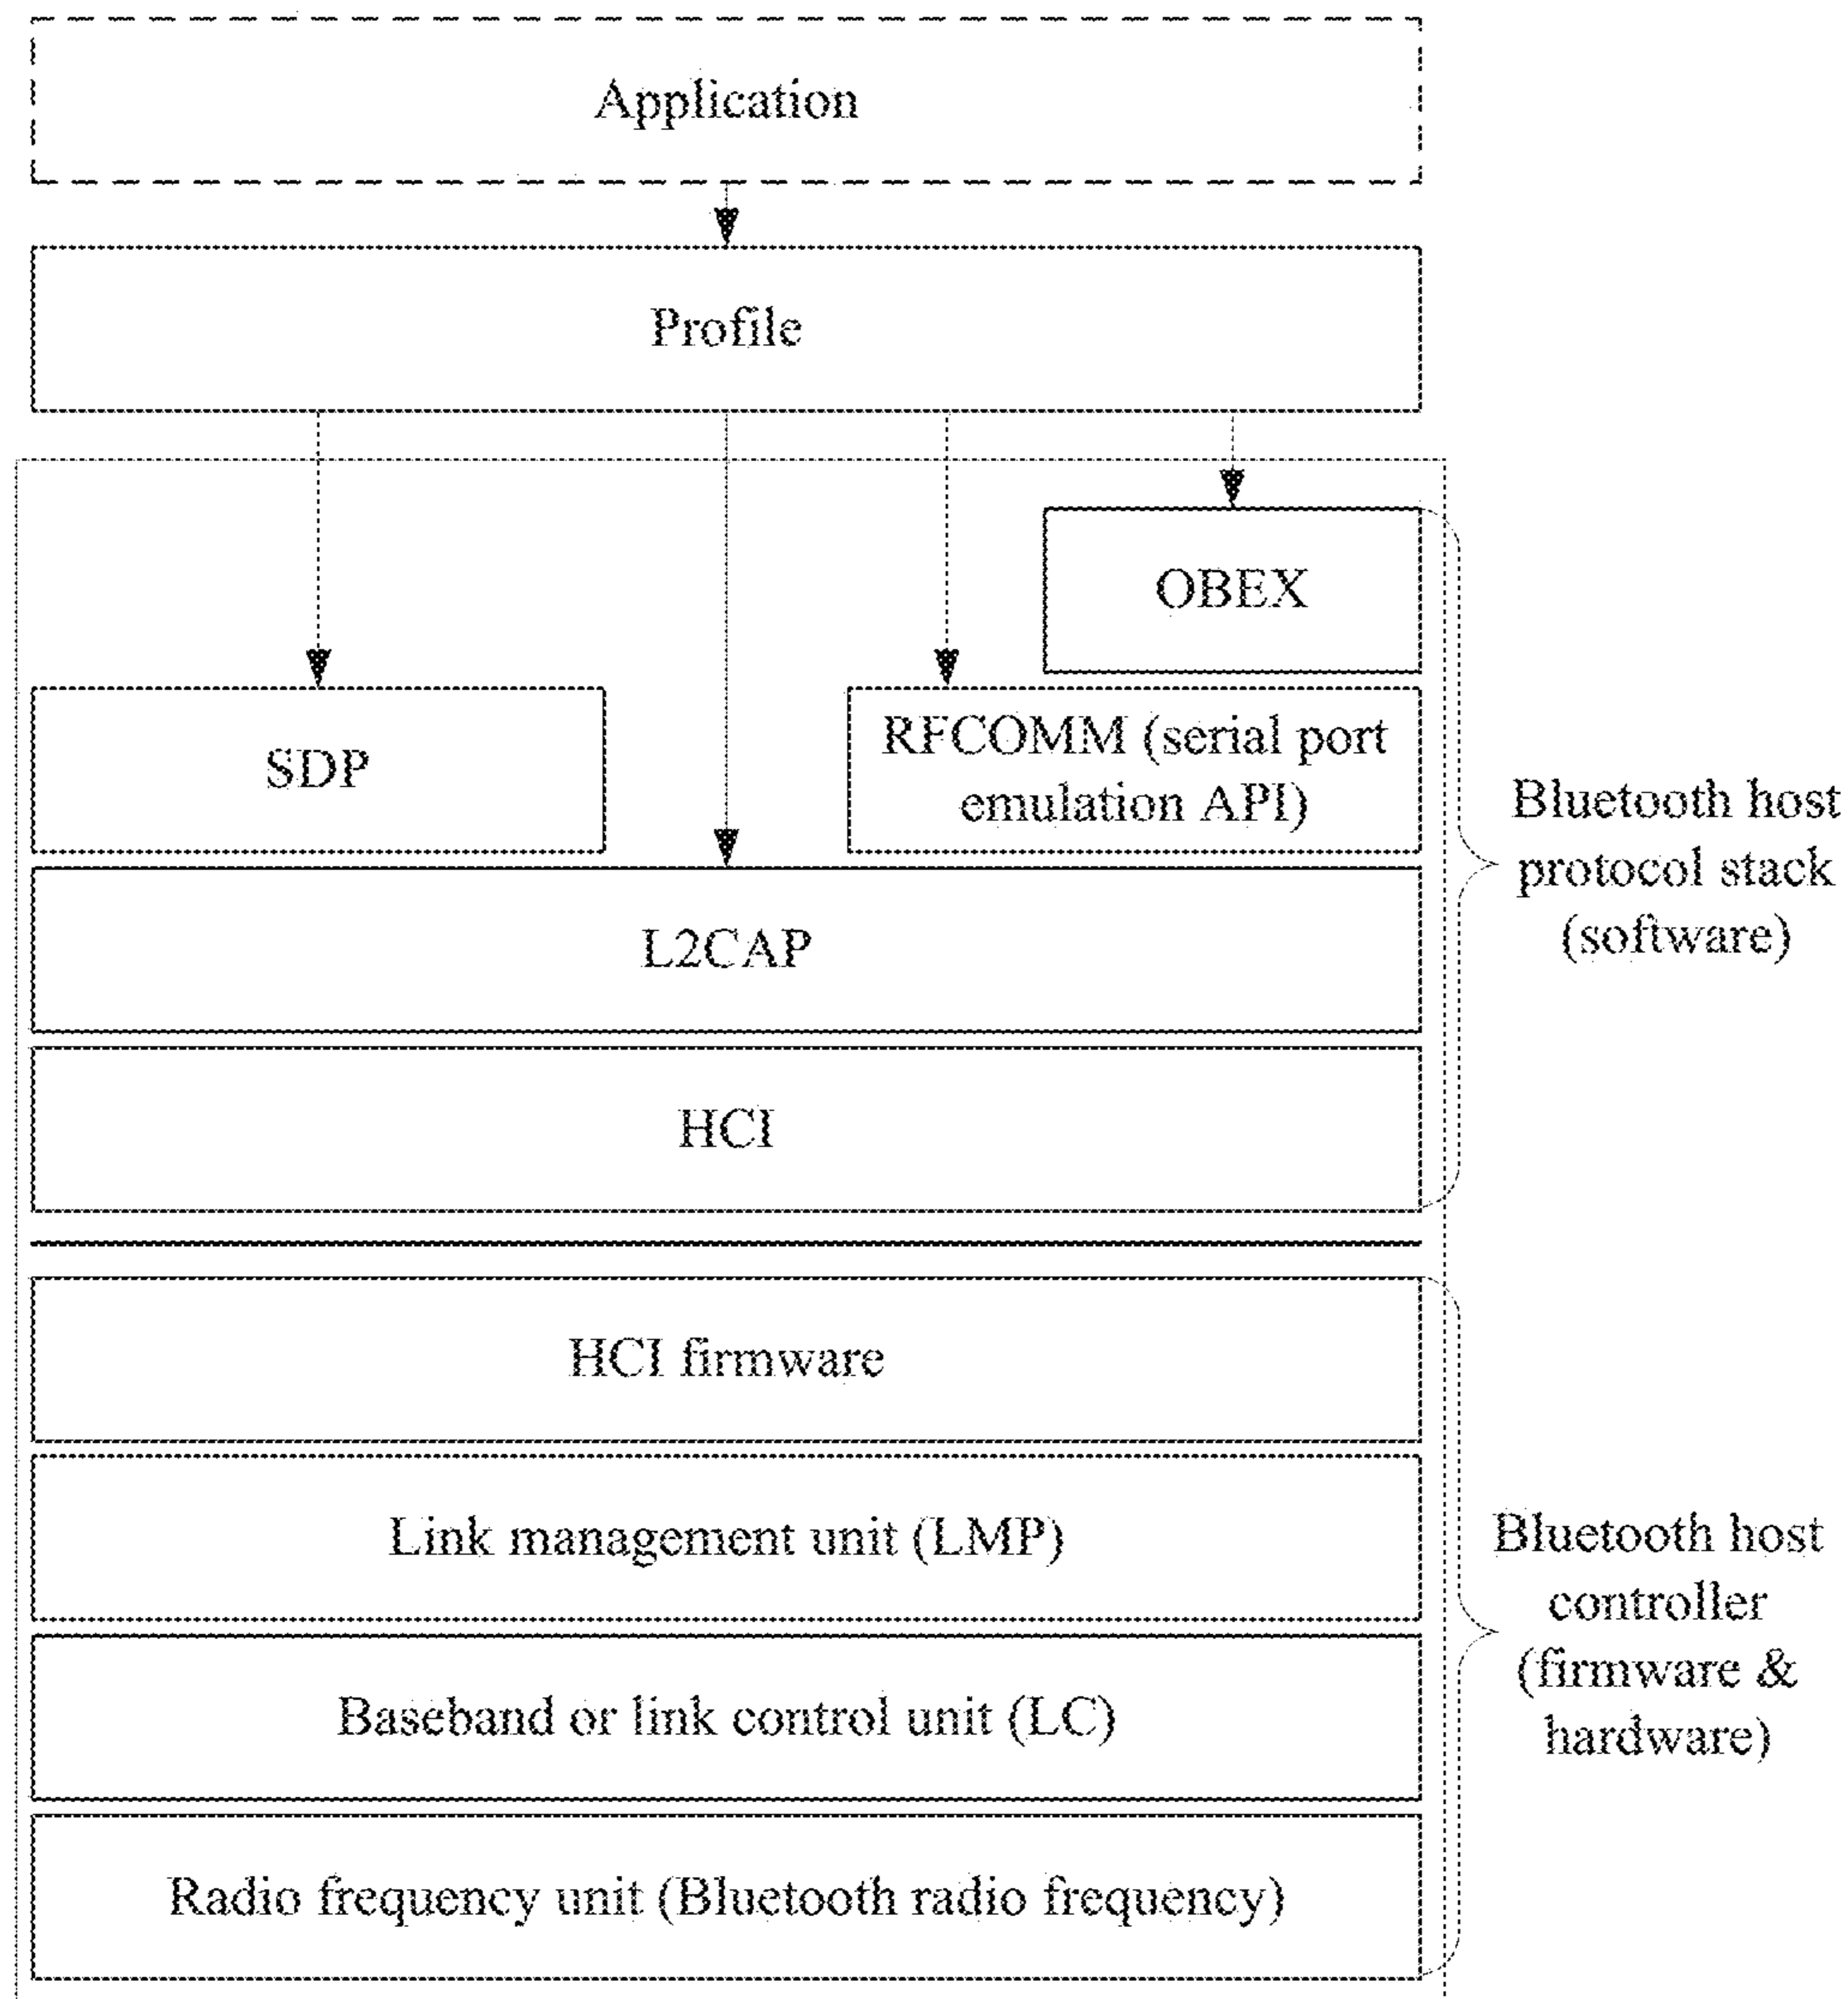 Application
Profile
OBEX
SDP
RFCOMM (serial port
emulation API)
L2CAP
HCI
Bluetooth host
protocol stack
(software)
HCI firmware
Link management unit (LMP)
Baseband or link control unit (LC)
Radio frequency unit (Bluetooth radio frequency)
Bluetooth host
controller
(firmware &
hardware)